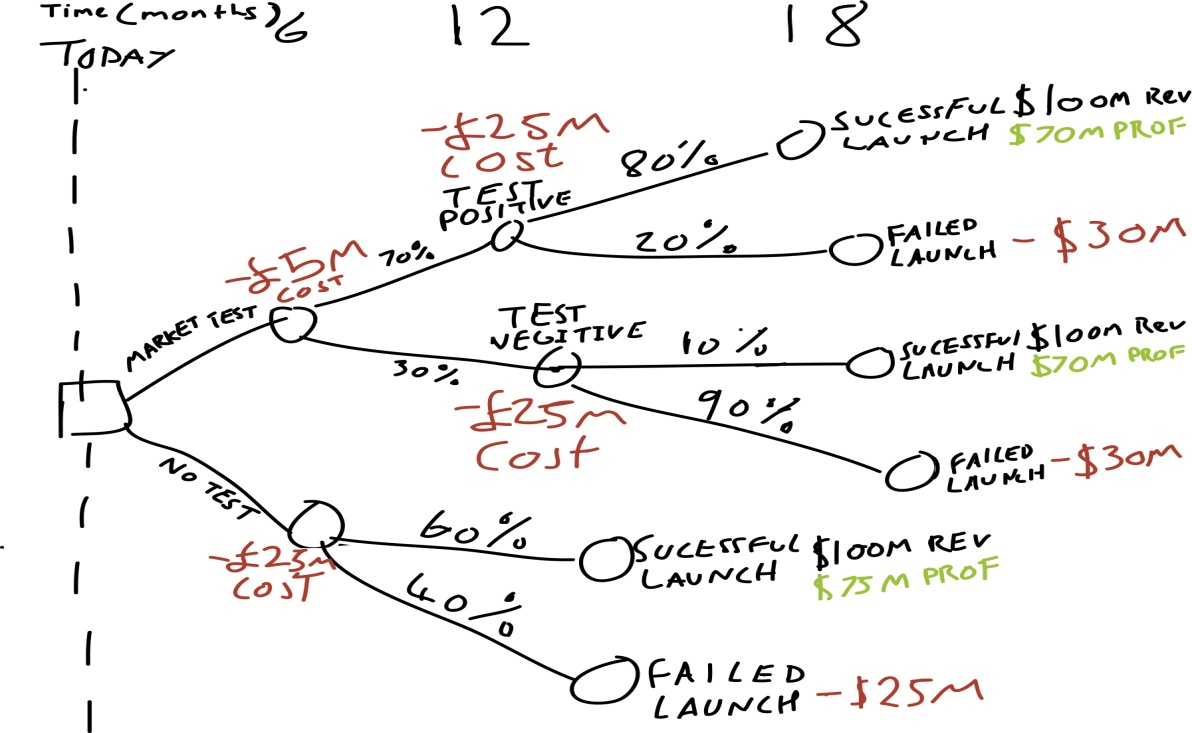 Time (months) 6 12 18
TODAY
-£25M
COST
80%
SUCESSFUL $100M Rev
LAUNCH $70M PROF
TEST
POSITIVE
20%
FAILED
LAUNCH - $30M
-£5M
COST
70%
MARKET TEST
30%
TEST
NEGITIVE
10%
SUCESSFUL $100M Rev
LAUNCH $70M PROF
-£25M
COST
90%
FAILED
LAUNCH -$30M
NO TEST
-£25M
COST
60%
SUCESSFUL $100M REV
LAUNCH $75M PROF
40%
FAILED
LAUNCH -$25M